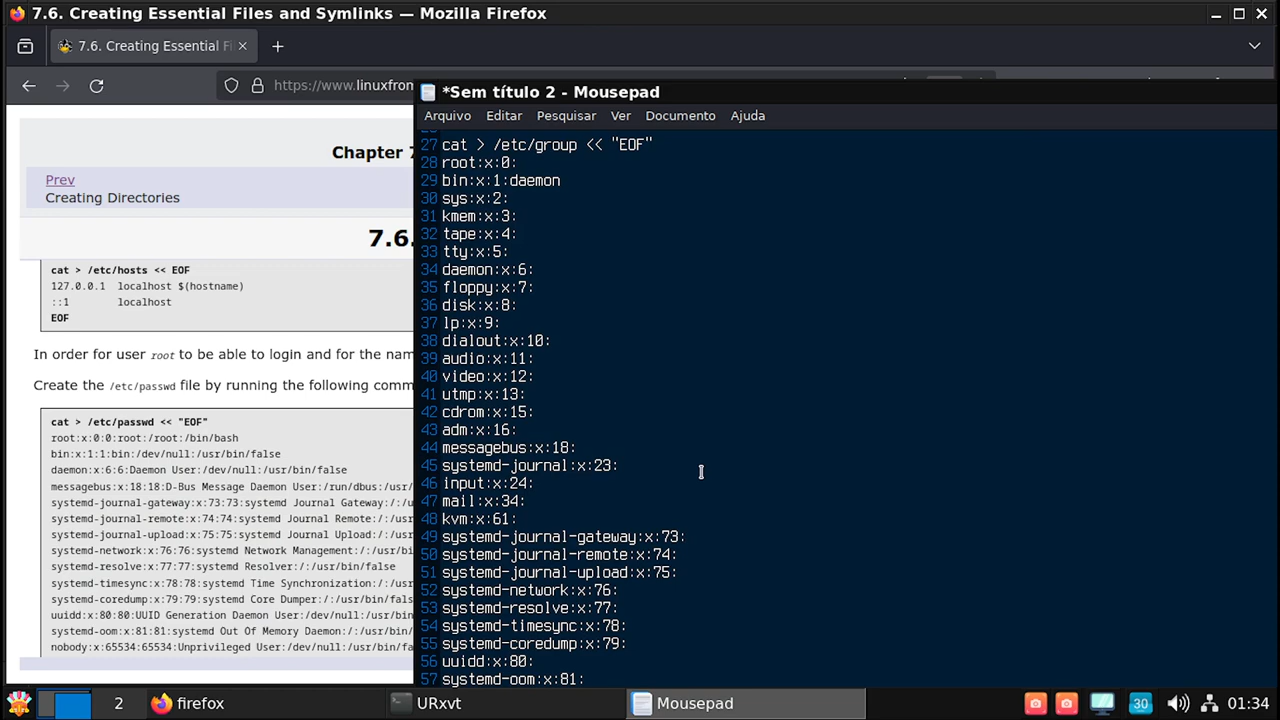 7.6. Creating Essential Files and Symlinks — Mozilla Firefox
7.6. Creating Essential Fi
https://www.linuxfrom
Chapter 7
Prev
Creating Directories
7.6.
cat > /etc/hosts << EOF
127.0.0.1 localhost $(hostname)
::1 localhost
EOF
In order for user root to be able to login and for the nam
Create the /etc/passwd file by running the following comm
cat > /etc/passwd << "EOF"
root:x:0:0:root:/root:/bin/bash
bin:x:1:1:bin:/dev/null:/usr/bin/false
daemon:x:6:6:Daemon User:/dev/null:/usr/bin/false
messagebus:x:18:18:D-Bus Message Daemon User:/run/dbus:/usr/
systemd-journal-gateway:x:73:73:systemd Journal Gateway:/:/u
systemd-journal-remote:x:74:74:systemd Journal Remote:/:/usr
systemd-journal-upload:x:75:75:systemd Journal Upload:/:/usr
systemd-network:x:76:76:systemd Network Management:/:/usr/bi
systemd-resolve:x:77:77:systemd Resolver:/:/usr/bin/false
systemd-timesync:x:78:78:systemd Time Synchronization:/:/usr
systemd-coredump:x:79:79:systemd Core Dumper:/:/usr/bin/fals
uuidd:x:80:80:UUID Generation Daemon User:/dev/null:/usr/bin
systemd-oom:x:81:81:systemd Out Of Memory Daemon:/:/usr/bin/
nobody:x:65534:65534:Unprivileged User:/dev/null:/usr/bin/fa
*Sem título 2 - Mousepad
Arquivo Editar Pesquisar Ver Documento Ajuda
27 cat > /etc/group << "EOF"
28 root:x:0:
29 bin:x:1:daemon
30 sys:x:2:
31 kmem:x:3:
32 tape:x:4:
33 tty:x:5:
34 daemon:x:6:
35 floppy:x:7:
36 disk:x:8:
37 lp:x:9:
38 dialout:x:10:
39 audio:x:11:
40 video:x:12:
41 utmp:x:13:
42 cdrom:x:15:
43 adm:x:16:
44 messagebus:x:18:
45 systemd-journal:x:23:
46 input:x:24:
47 mail:x:34:
48 kvm:x:61:
49 systemd-journal-gateway:x:73:
50 systemd-journal-remote:x:74:
51 systemd-journal-upload:x:75:
52 systemd-network:x:76:
53 systemd-resolve:x:77:
54 systemd-timesync:x:78:
55 systemd-coredump:x:79:
56 uuidd:x:80:
57 systemd-oom:x:81:
2 firefox URxvt Mousepad 30 01:34